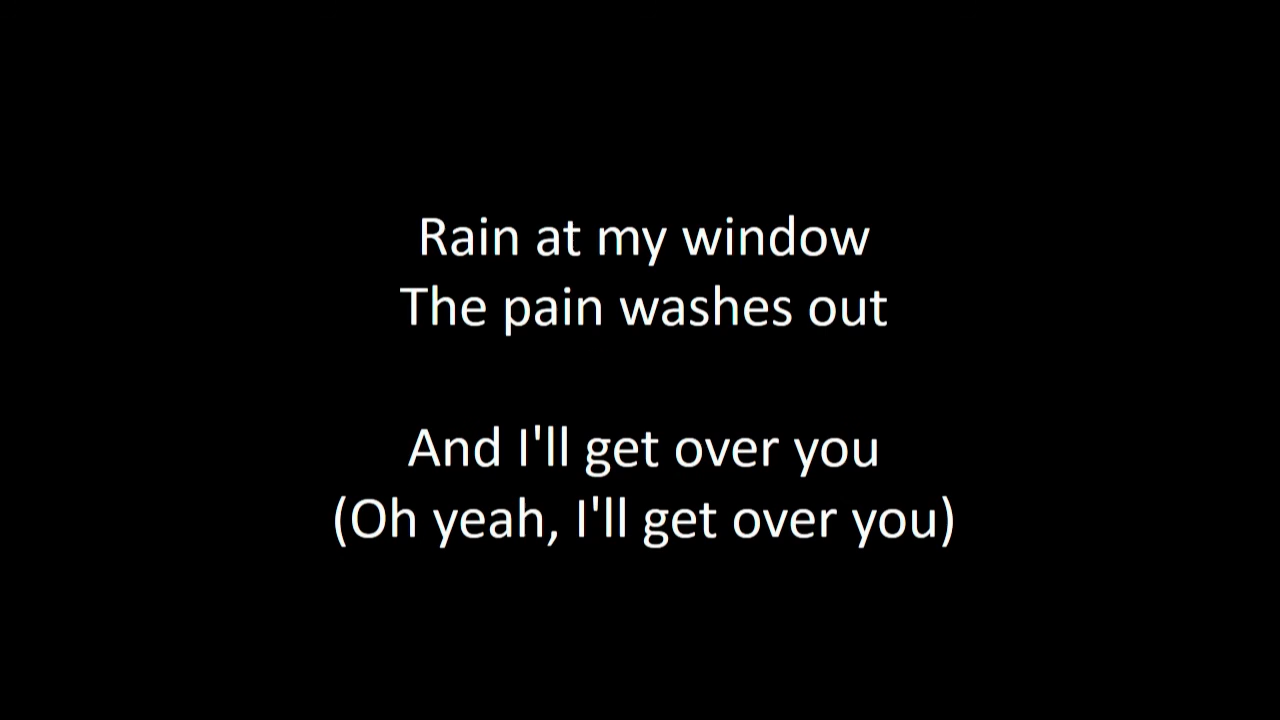 Rain at my window
The pain washes out
And I'll get over you
(Oh yeah, I'll get over you)